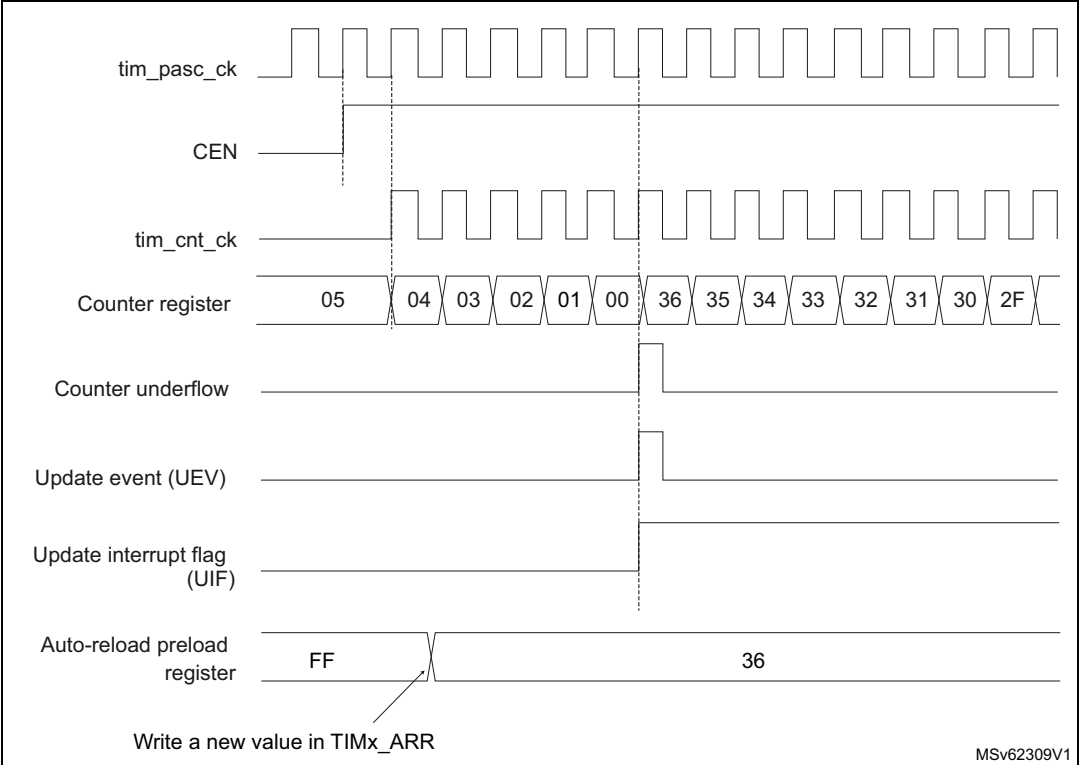 tim_pasc_ck
CEN
tim_cnt_ck
Counter register 05 04 03 02 01 00 36 35 34 33 32 31 30 2F
Counter underflow
Update event (UEV)
Update interrupt flag
(UIF)
Auto-reload preload
register
FF 36
Write a new value in TIMx_ARR
MSv62309V1